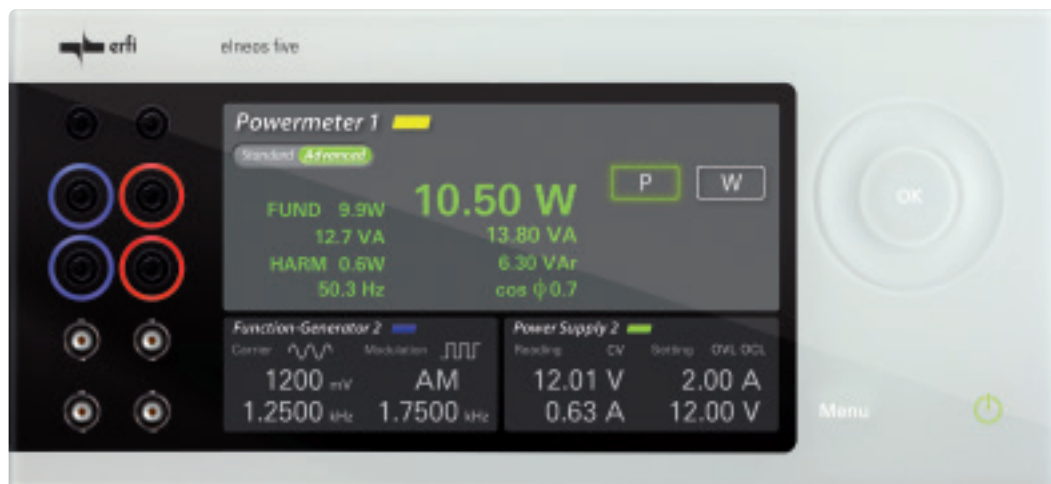 erfi elneos five
Powermeter 1
Standard Advanced
P W
10.50 W
FUND 9.9W
12.7 VA 13.80 VA
HARM 0.6W 6.30 VAr
50.3 Hz cos ϕ 0.7
OK
Function-Generator 2
Carrier Modulation
1200 mV AM
1.2500 kHz 1.7500 kHz
Power Supply 2
Reading CV Setting OVL OCL
12.01 V 2.00 A
0.63 A 12.00 V
Menu